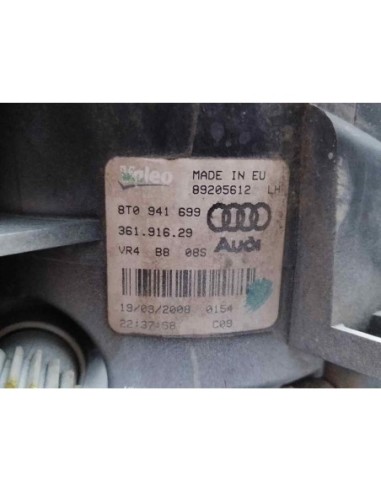 Valeo
MADE IN EU
89205612 LH
8T0 941 699
361.916.29
Audi
VR4 B8 08S
19/03/2008 0154
22:37:58 C09